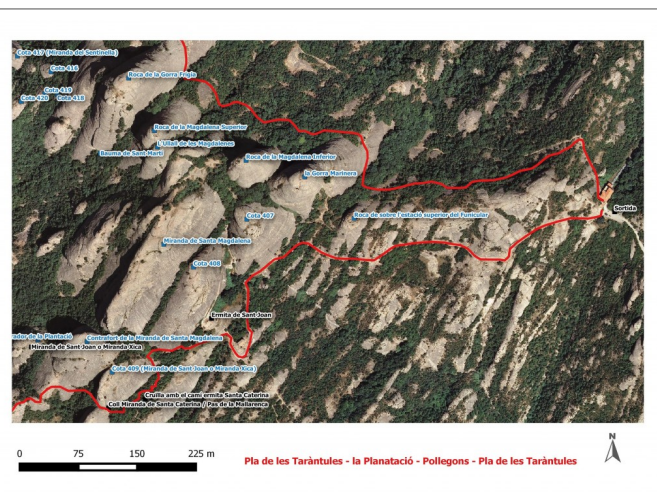 Cota 417 (Miranda del Sentinella)
Cota 416
Roca de la Gorra Frígia
Cota 419
Cota 420
Cota 418
Roca de la Magdalena Superior
L'Ullall de les Magdalenes
Bauma de Sant Martí
Roca de la Magdalena Inferior
la Gorra Marinera
Cota 407
Roca de sobre l'estació superior del Funicular
Sortida
Miranda de Santa Magdalena
Cota 408
Ermita de Sant Joan
ador de la Plantació
Contrafort de la Miranda de Santa Magdalena
Miranda de Sant Joan o Miranda Xica
Cota 409 (Miranda de Sant Joan o Miranda Xica)
Cruïlla amb el camí ermita Santa Caterina
Coll Miranda de Santa Caterina / Pas de la Mallarenca
N
0 75 150 225 m
Pla de les Taràntules - la Planatació - Pollegons - Pla de les Taràntules